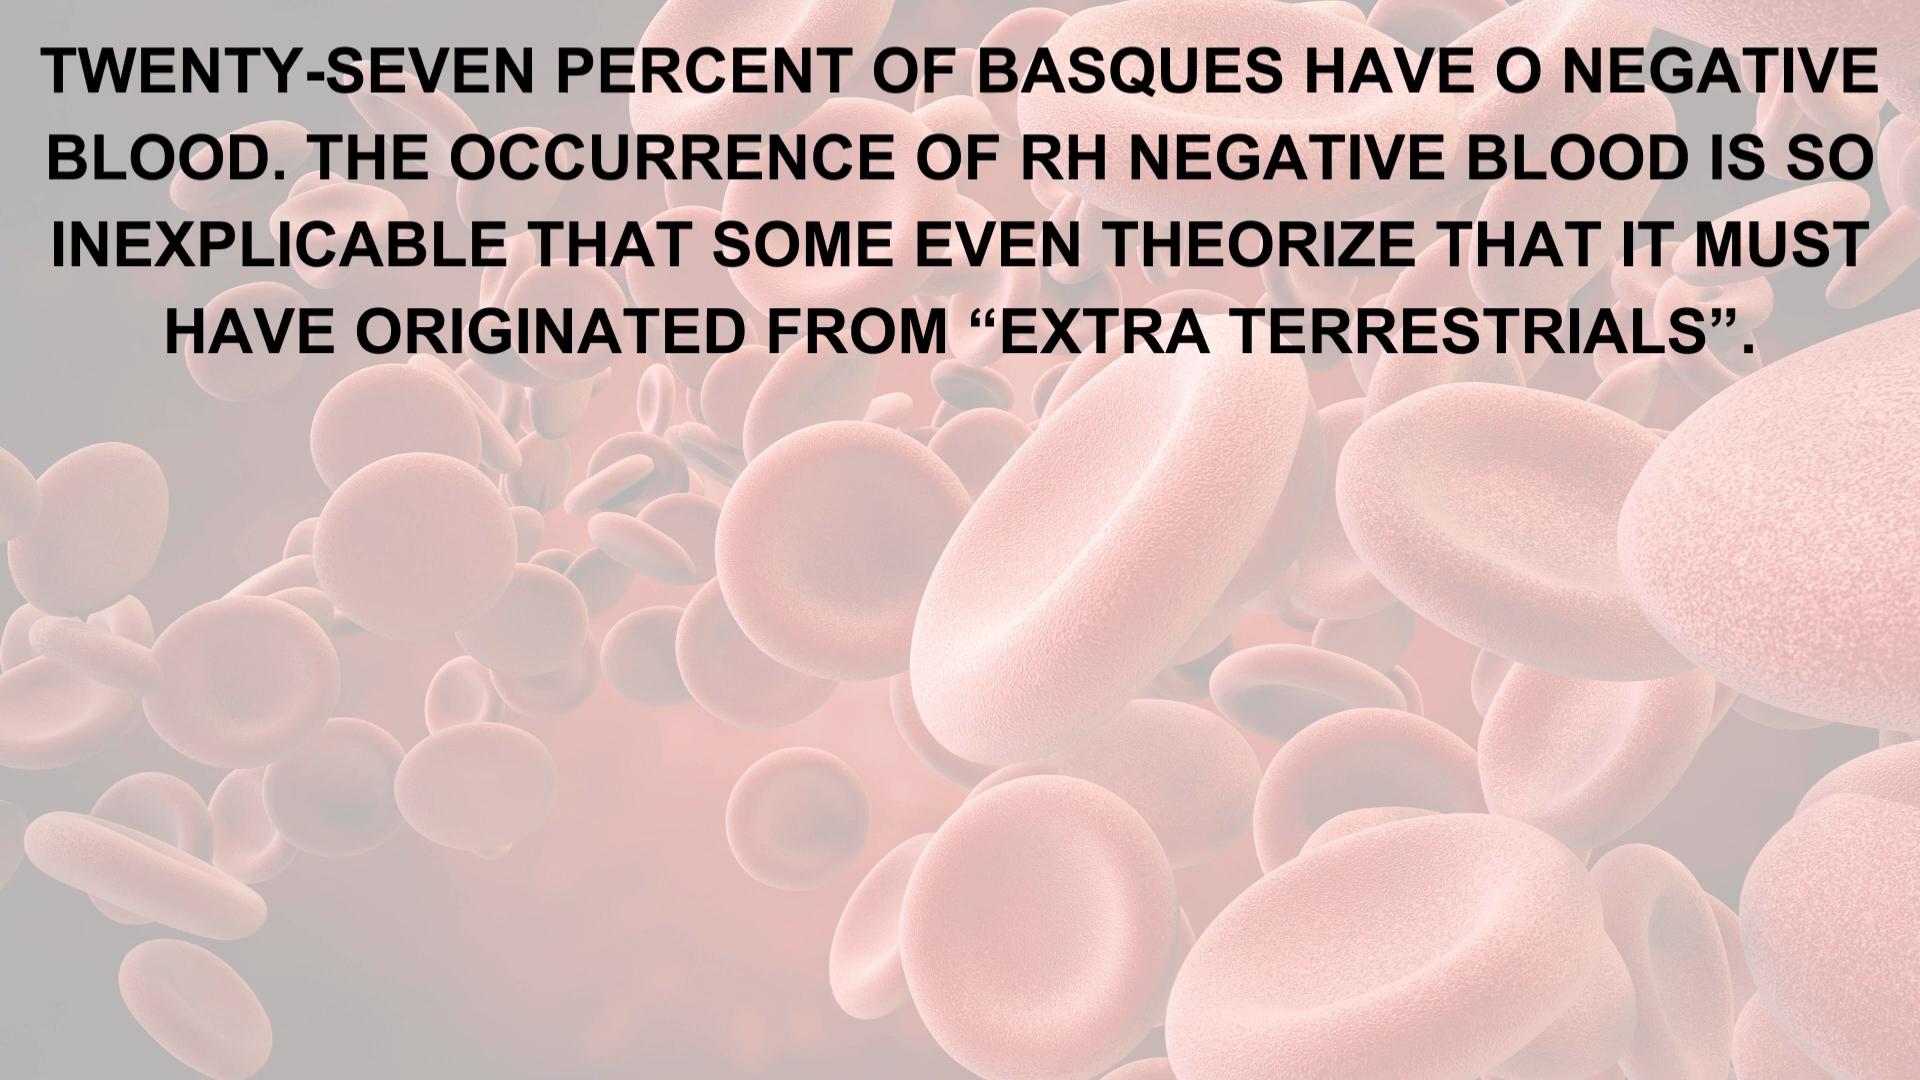 TWENTY-SEVEN PERCENT OF BASQUES HAVE O NEGATIVE
BLOOD. THE OCCURRENCE OF RH NEGATIVE BLOOD IS SO
INEXPLICABLE THAT SOME EVEN THEORIZE THAT IT MUST
HAVE ORIGINATED FROM “EXTRA TERRESTRIALS”.